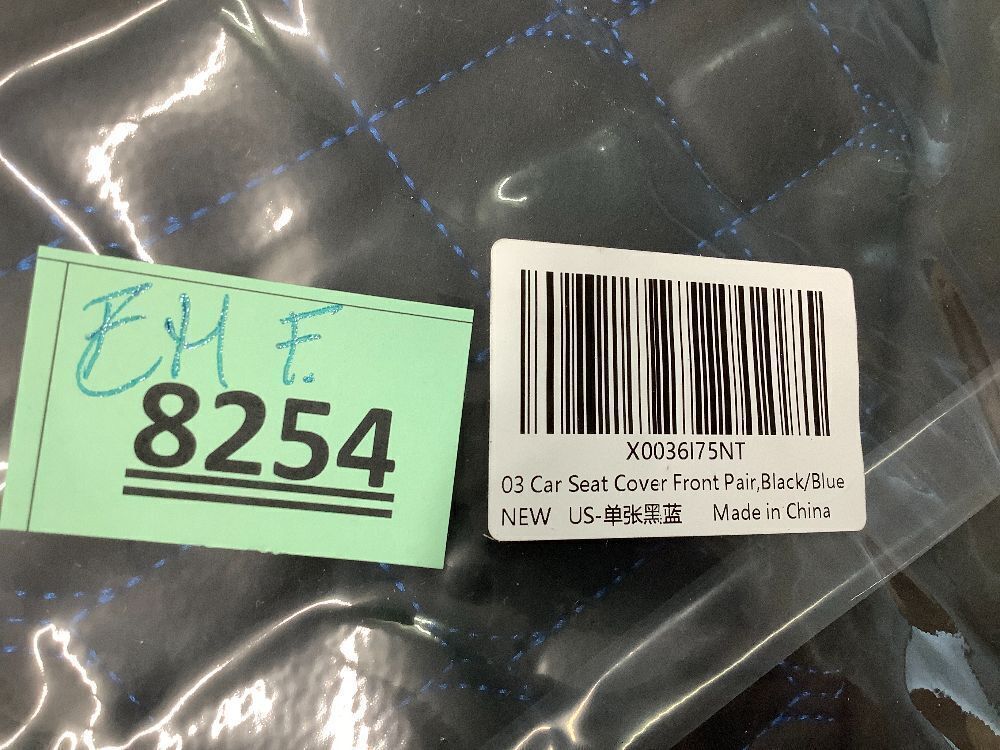 EH F.
8254
X0036I75NT
03 Car Seat Cover Front Pair,Black/Blue
NEW US-单张黑蓝 Made in China